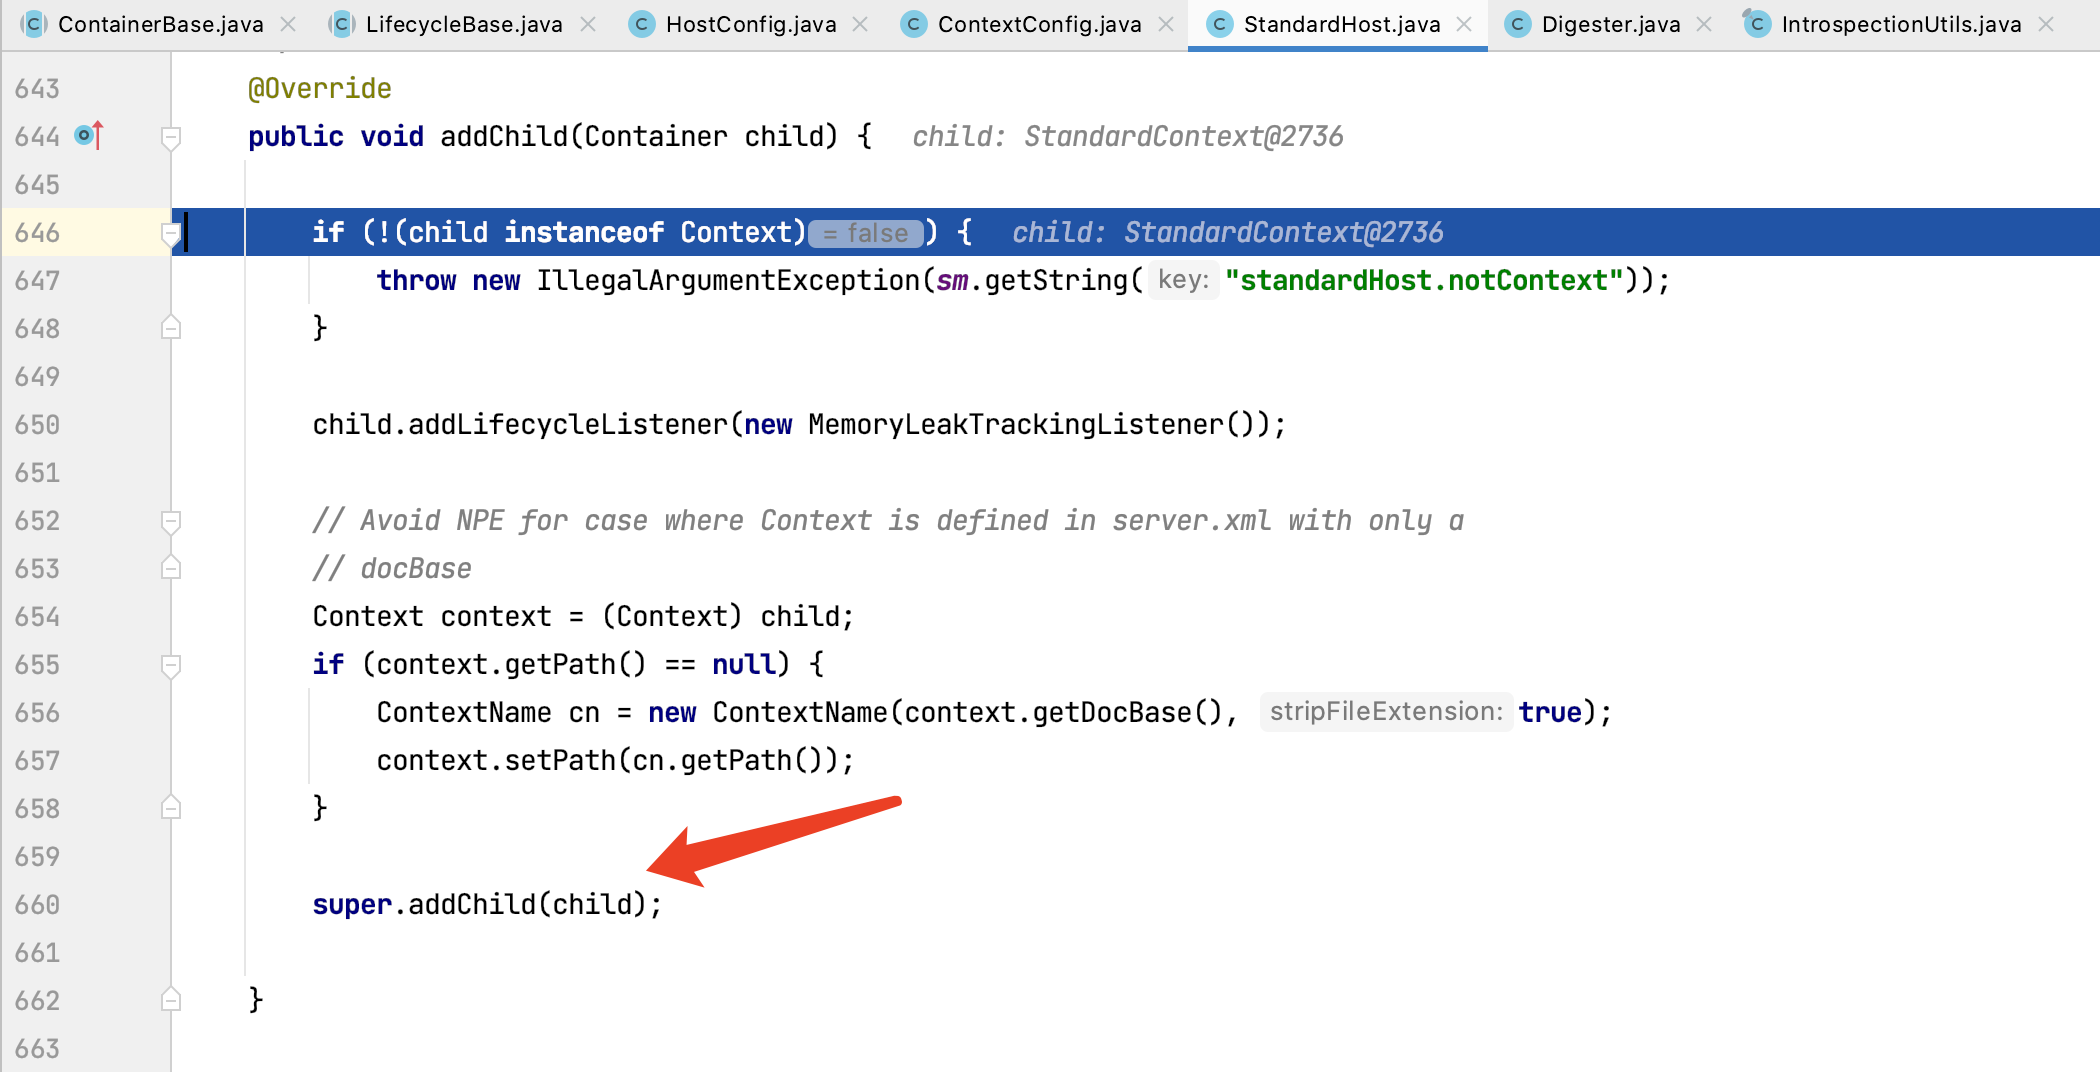 ContainerBase.java LifecycleBase.java HostConfig.java ContextConfig.java StandardHost.java Digester.java IntrospectionUtils.java
643 @Override
644 public void addChild(Container child) { child: StandardContext@2736
645
646 if (!(child instanceof Context) = false ) { child: StandardContext@2736
647 throw new IllegalArgumentException(sm.getString( key: "standardHost.notContext"));
648 }
649
650 child.addLifecycleListener(new MemoryLeakTrackingListener());
651
652 // Avoid NPE for case where Context is defined in server.xml with only a
653 // docBase
654 Context context = (Context) child;
655 if (context.getPath() == null) {
656 ContextName cn = new ContextName(context.getDocBase(), stripFileExtension: true);
657 context.setPath(cn.getPath());
658 }
659
660 super.addChild(child);
661
662 }
663